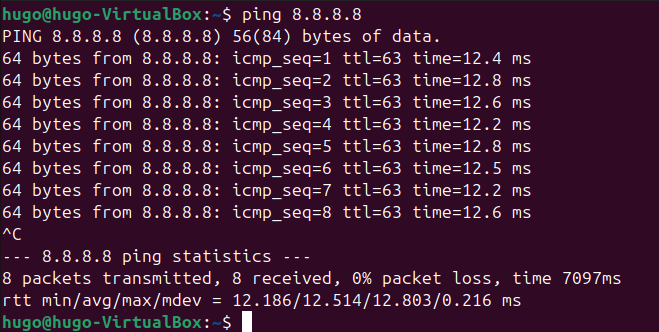 hugo@hugo-VirtualBox:~$ ping 8.8.8.8
PING 8.8.8.8 (8.8.8.8) 56(84) bytes of data.
64 bytes from 8.8.8.8: icmp_seq=1 ttl=63 time=12.4 ms
64 bytes from 8.8.8.8: icmp_seq=2 ttl=63 time=12.8 ms
64 bytes from 8.8.8.8: icmp_seq=3 ttl=63 time=12.6 ms
64 bytes from 8.8.8.8: icmp_seq=4 ttl=63 time=12.2 ms
64 bytes from 8.8.8.8: icmp_seq=5 ttl=63 time=12.8 ms
64 bytes from 8.8.8.8: icmp_seq=6 ttl=63 time=12.5 ms
64 bytes from 8.8.8.8: icmp_seq=7 ttl=63 time=12.2 ms
64 bytes from 8.8.8.8: icmp_seq=8 ttl=63 time=12.6 ms
^C
--- 8.8.8.8 ping statistics ---
8 packets transmitted, 8 received, 0% packet loss, time 7097ms
rtt min/avg/max/mdev = 12.186/12.514/12.803/0.216 ms
hugo@hugo-VirtualBox:~$